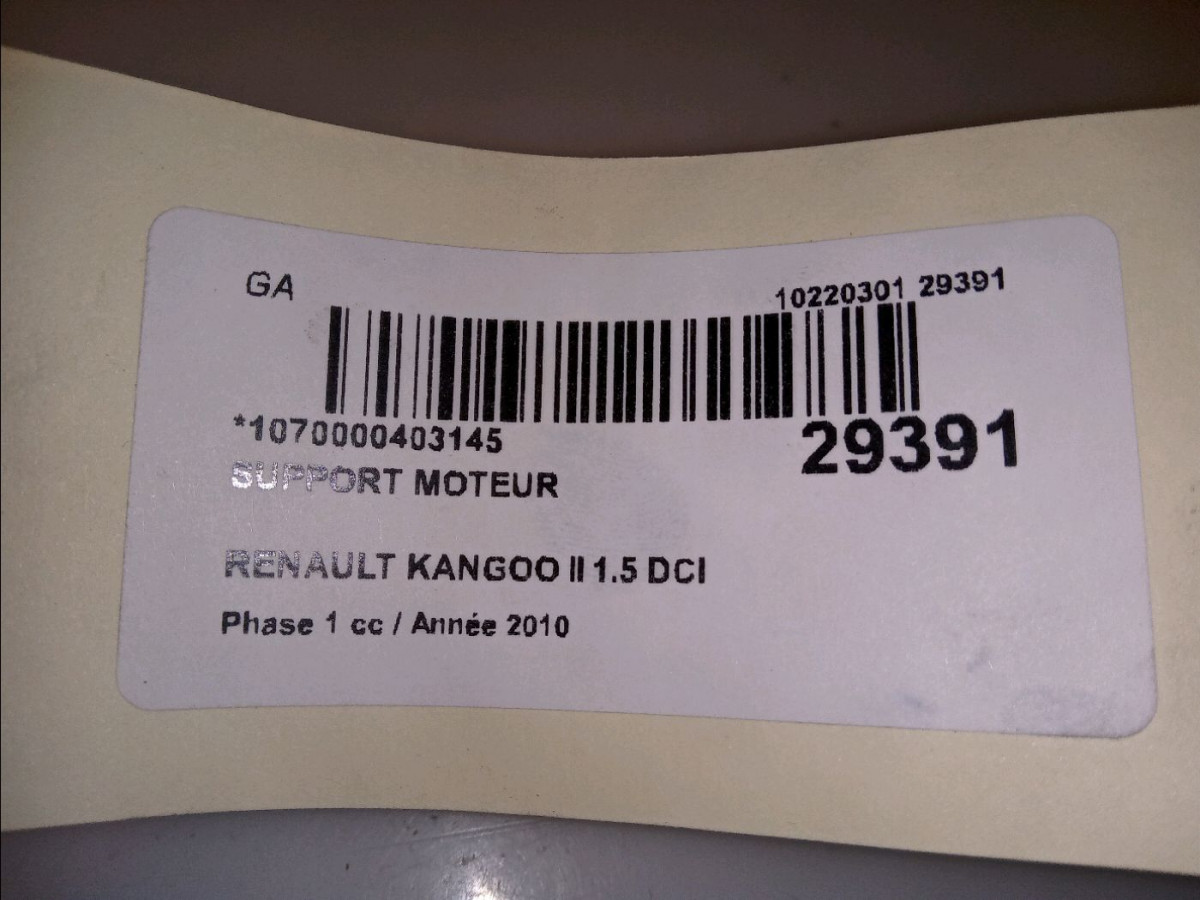 GA
10220301 29391
*1070000403145
29391
SUPPORT MOTEUR
RENAULT KANGOO II 1.5 DCI
Phase 1 cc / Année 2010